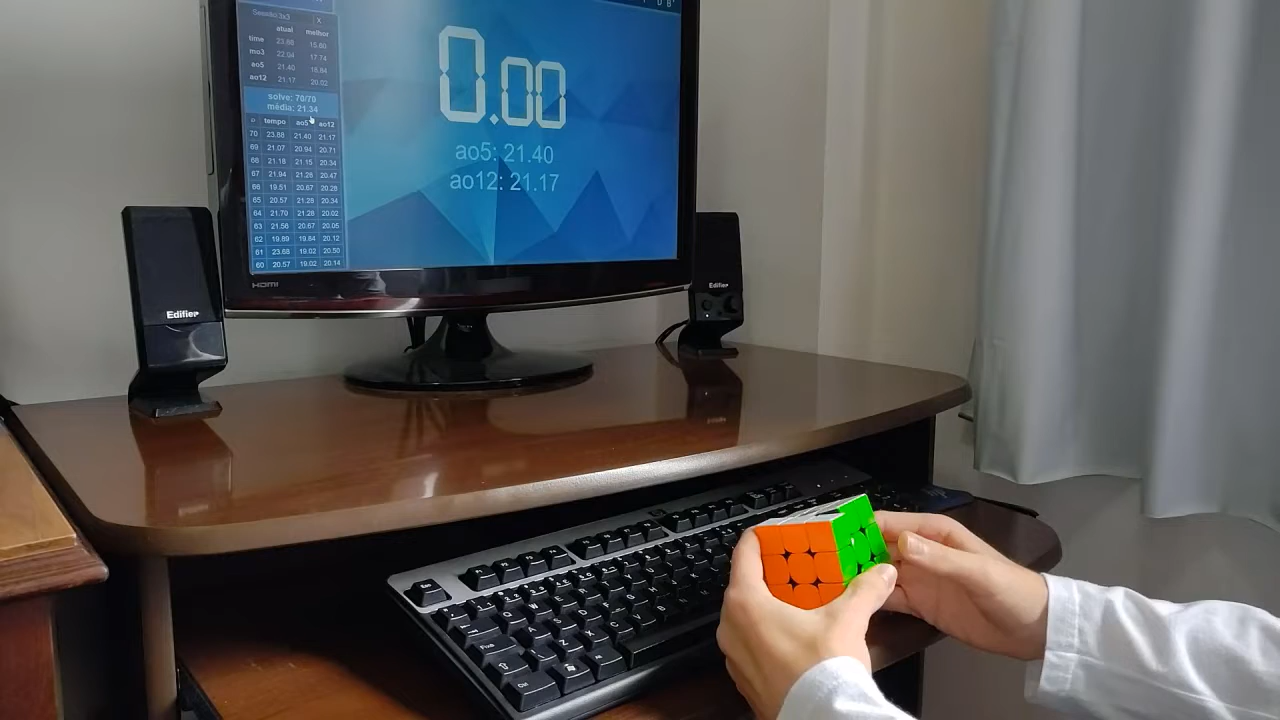 Sessão 3x3 X
atual melhor
time 23.88 15.80
mo3 22.04 17.74
ao5 21.40 18.84
ao12 21.17 20.02
solve: 70/70
média: 21.34
tempo ao5 ao12
70 23.88 21.40 21.17
69 21.07 20.94 20.71
68 21.18 21.15 20.34
67 21.94 21.28 20.47
66 19.51 20.67 20.28
65 20.57 21.28 20.34
64 21.70 21.28 20.02
63 21.56 20.67 20.05
62 19.89 19.84 20.12
61 23.68 19.02 20.50
60 20.57 19.02 20.14
0.00
ao5: 21.40
ao12: 21.17
HDMI
Edifier
Edifier